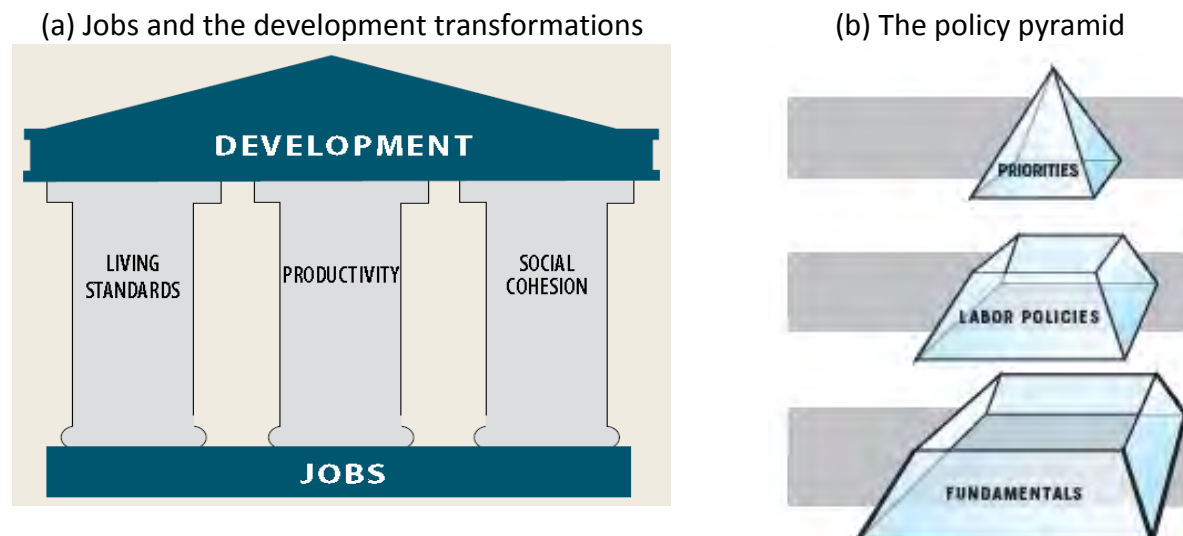 (a) Jobs and the development transformations
(b) The policy pyramid
DEVELOPMENT
LIVING
STANDARDS
PRODUCTIVITY
SOCIAL
COHESION
JOBS
PRIORITIES
LABOR POLICIES
FUNDAMENTALS